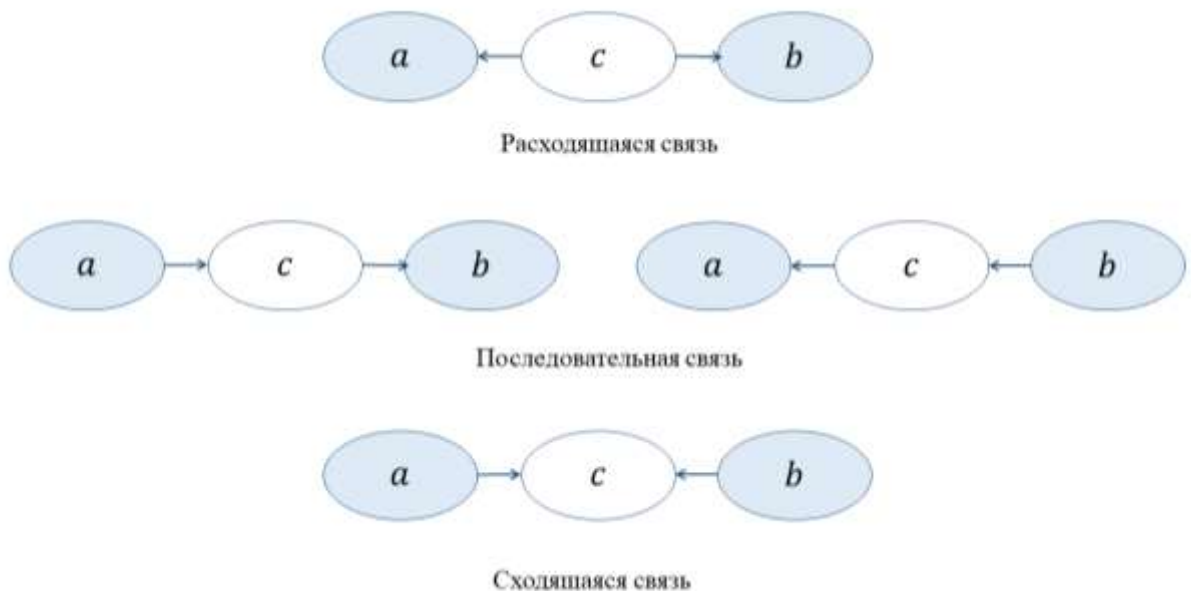 a c b
Расходящаяся связь
a c b a c b
Последовательная связь
a c b
Сходящаяся связь